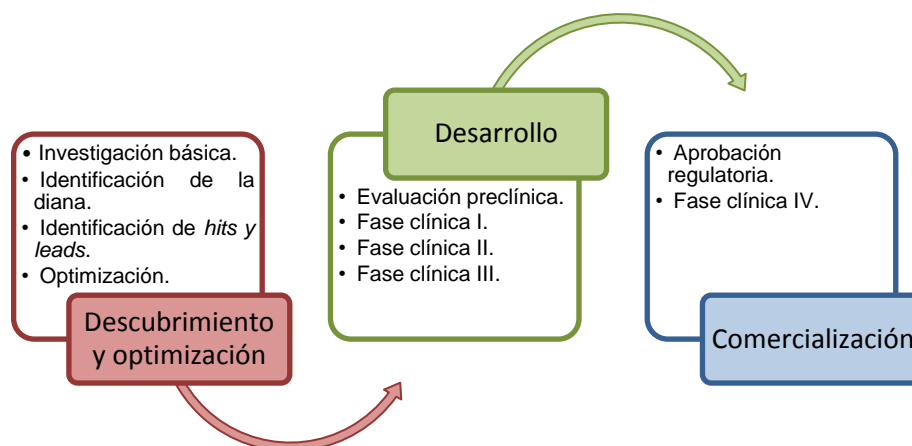 • Investigación básica.
• Identificación de la
diana.
• Identificación de hits y
leads.
• Optimización.
Descubrimiento
y optimización
Desarrollo
• Evaluación preclínica.
• Fase clínica I.
• Fase clínica II.
• Fase clínica III.
• Aprobación
regulatoria.
• Fase clínica IV.
Comercialización